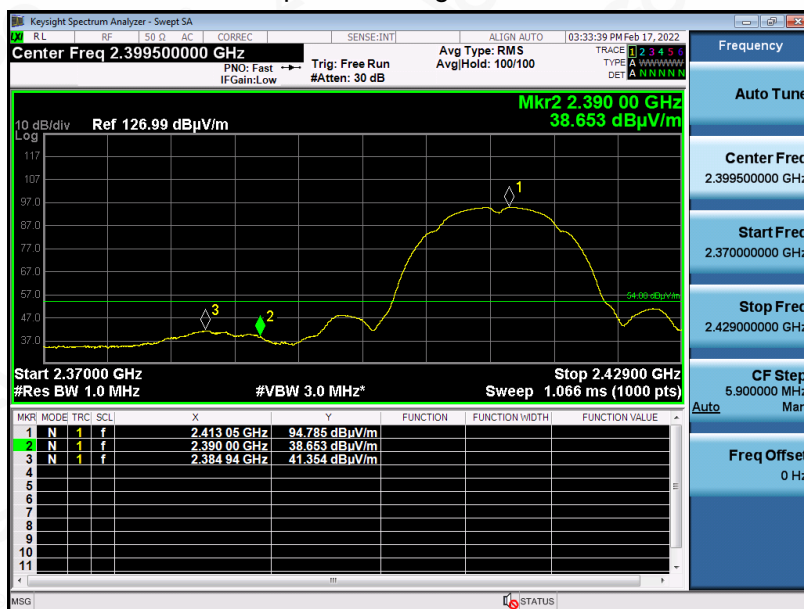 Keysight Spectrum Analyzer - Swept SA
LXI RL RF 50 Ω AC CORREC SENSE:INT ALIGN AUTO 03:33:39 PM Feb 17, 2022
Center Freq 2.399500000 GHz
PNO: Fast
IFGain:Low
Trig: Free Run
#Atten: 30 dB
Avg Type: RMS
Avg|Hold: 100/100
TRACE 1 2 3 4 5 6
TYPE A WWWWW
DET A N N N N N
Frequency
Auto Tune
Center Freq
2.399500000 GHz
Start Freq
2.370000000 GHz
Stop Freq
2.429000000 GHz
CF Step
5.900000 MHz
Auto Man
Freq Offset
0 Hz
Mkr2 2.390 00 GHz
38.653 dBµV/m
10 dB/div Ref 126.99 dBµV/m
Log
117
107
97.0
87.0
77.0
67.0
57.0
47.0
37.0
1
2
3
54.00 dBµV/m
Start 2.37000 GHz Stop 2.42900 GHz
#Res BW 1.0 MHz #VBW 3.0 MHz* Sweep 1.066 ms (1000 pts)
MKR MODE TRC SCL X Y FUNCTION FUNCTION WIDTH FUNCTION VALUE
1 N 1 f 2.413 05 GHz 94.785 dBµV/m
2 N 1 f 2.390 00 GHz 38.653 dBµV/m
3 N 1 f 2.384 94 GHz 41.354 dBµV/m
4
5
6
7
8
9
10
11
MSG STATUS